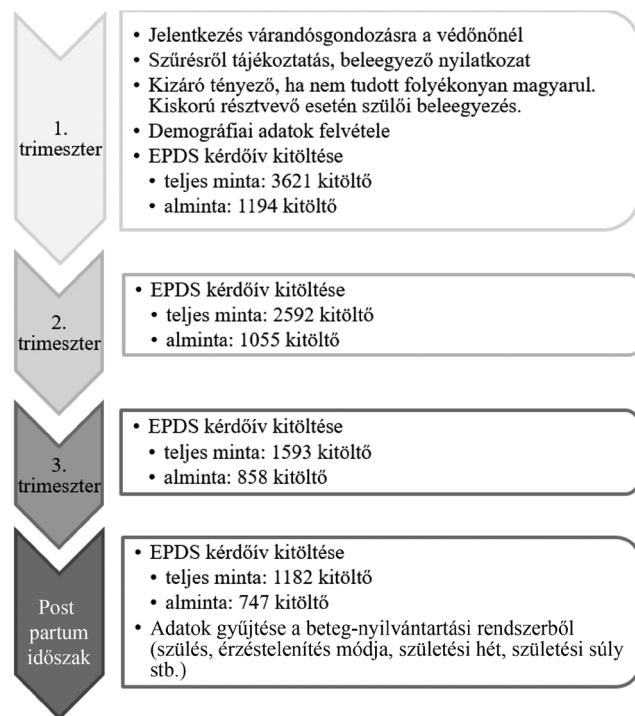 1.
trimeszter
• Jelentkezés várandósgondozásra a védőnőnél
• Szűrésről tájékoztatás, beleegyező nyilatkozat
• Kizáró tényező, ha nem tudott folyékonyan magyarul.
Kiskorú résztvevő esetén szülői beleegyezés.
• Demográfiai adatok felvétele
• EPDS kérdőív kitöltése
• teljes minta: 3621 kitöltő
• alminta: 1194 kitöltő
2.
trimeszter
• EPDS kérdőív kitöltése
• teljes minta: 2592 kitöltő
• alminta: 1055 kitöltő
3.
trimeszter
• EPDS kérdőív kitöltése
• teljes minta: 1593 kitöltő
• alminta: 858 kitöltő
Post
partum
időszak
• EPDS kérdőív kitöltése
• teljes minta: 1182 kitöltő
• alminta: 747 kitöltő
• Adatok gyűjtése a beteg-nyilvántartási rendszerből
(szülés, érzéstelenítés módja, születési hét, születési súly
stb.)